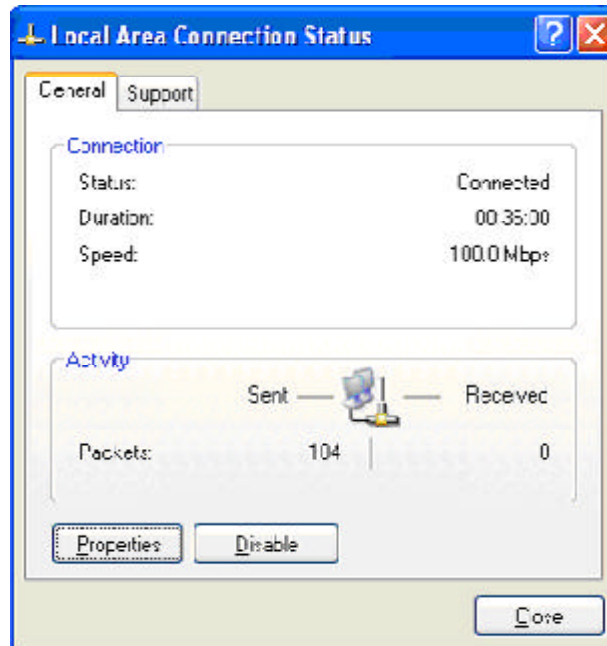 Local Area Connection Status
General Support
Connection
Status: Connected
Duration: 00:35:00
Speed: 100.0 Mbps
Activity
Sent Received
Packets: 104 0
Properties Disable
Close